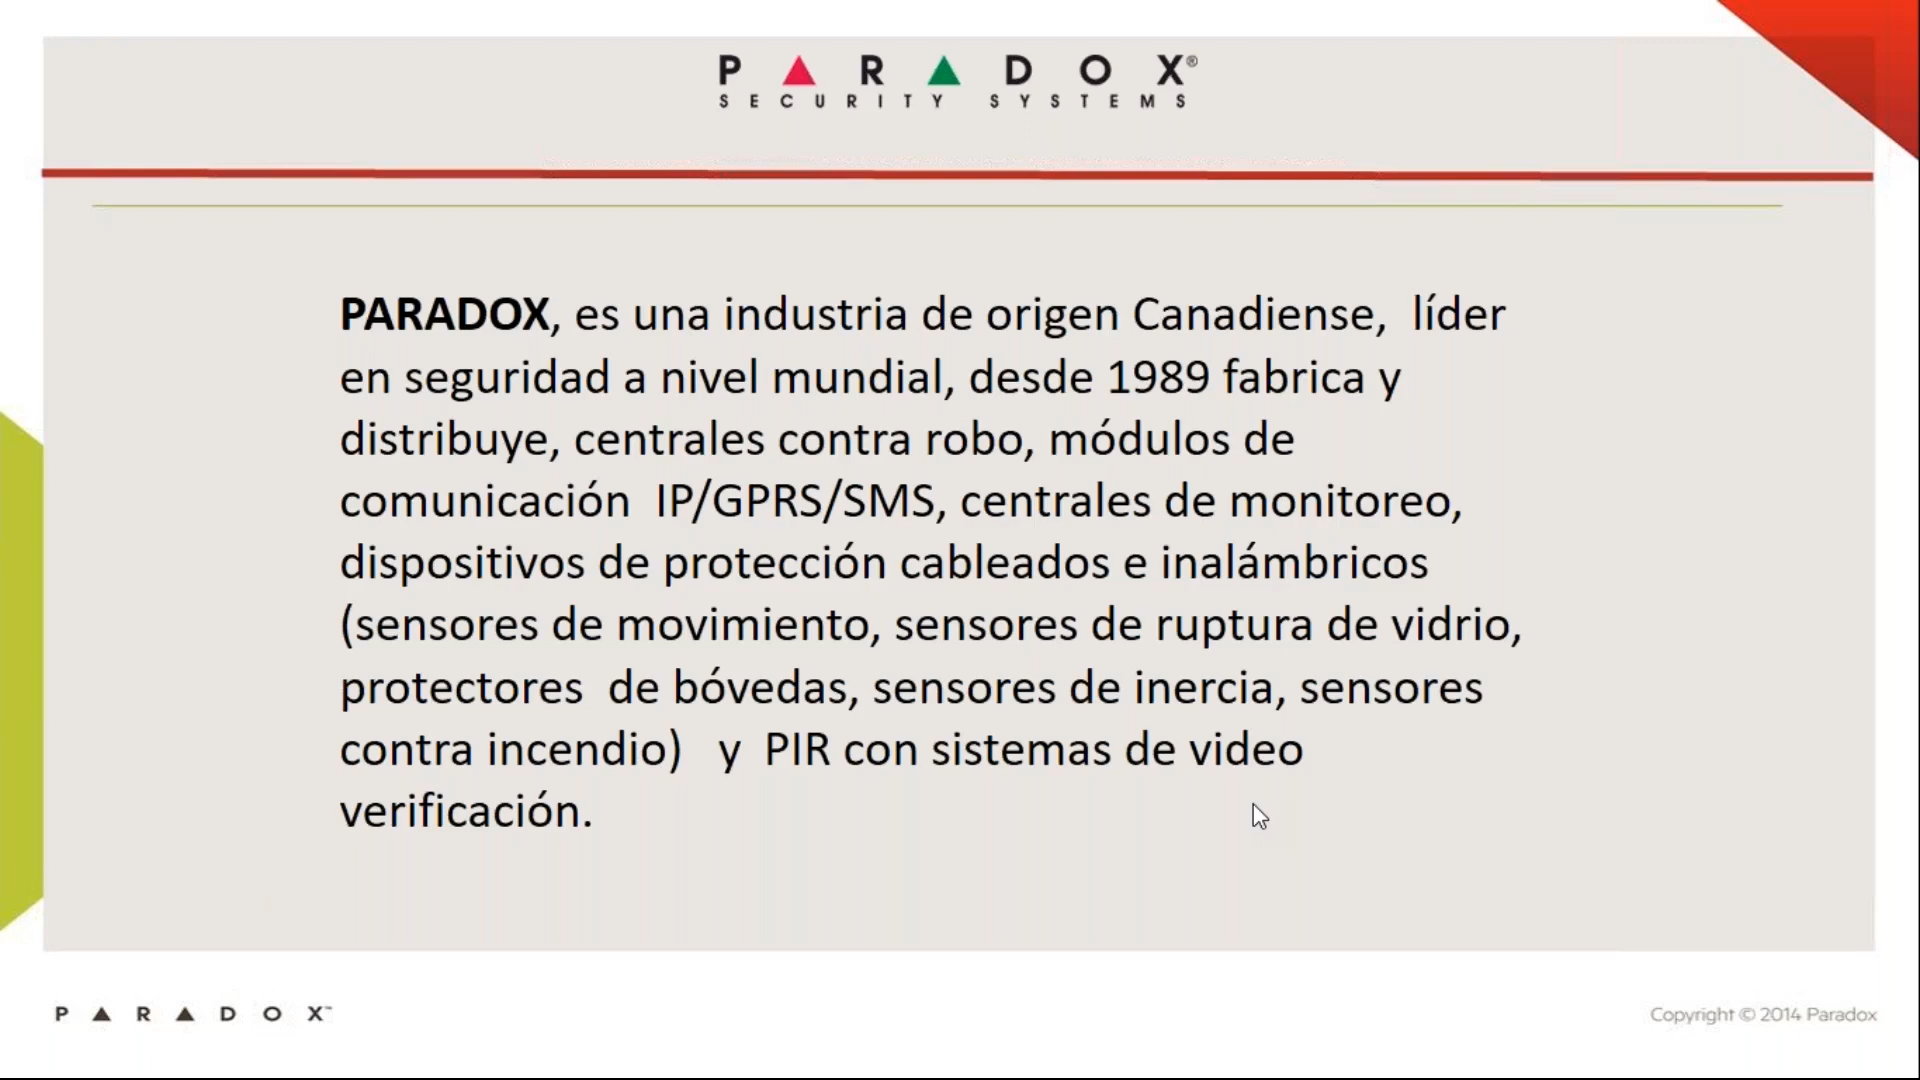 PARADOX®
SECURITY SYSTEMS
PARADOX, es una industria de origen Canadiense, líder
en seguridad a nivel mundial, desde 1989 fabrica y
distribuye, centrales contra robo, módulos de
comunicación IP/GPRS/SMS, centrales de monitoreo,
dispositivos de protección cableados e inalámbricos
(sensores de movimiento, sensores de ruptura de vidrio,
protectores de bóvedas, sensores de inercia, sensores
contra incendio) y PIR con sistemas de video
verificación.
PARADOX™
Copyright © 2014 Paradox